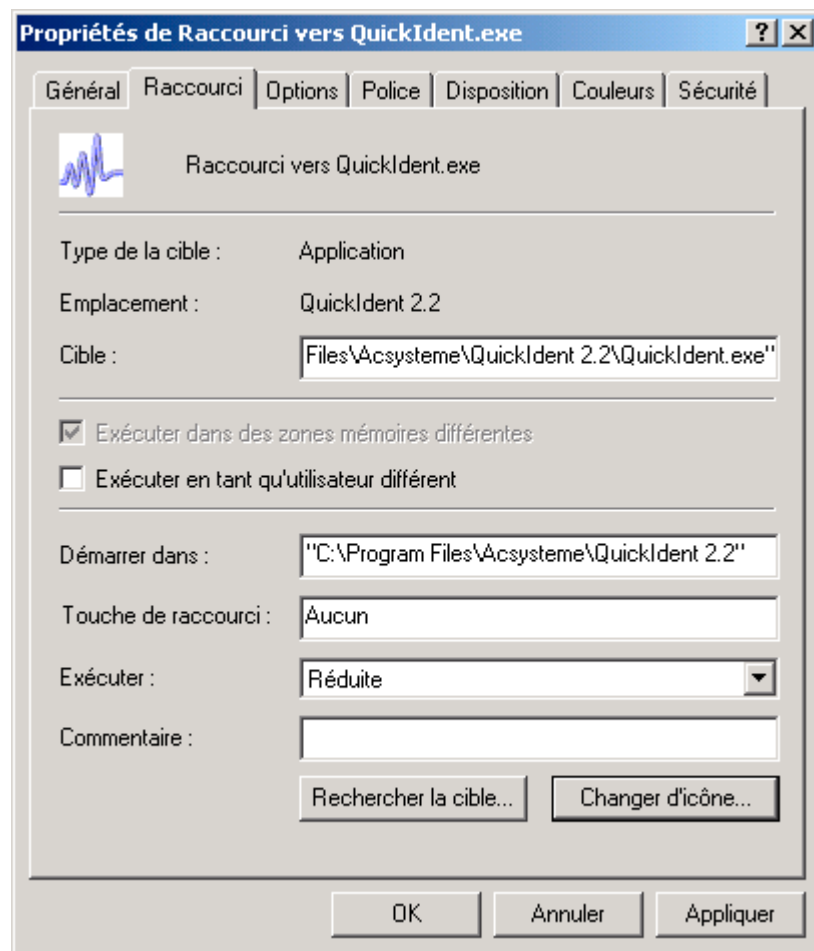 Propriétés de Raccourci vers QuickIdent.exe
Général Raccourci Options Police Disposition Couleurs Sécurité
Raccourci vers QuickIdent.exe
Type de la cible : Application
Emplacement : QuickIdent 2.2
Cible : Files\Acsysteme\QuickIdent 2.2\QuickIdent.exe"
Exécuter dans des zones mémoires différentes
Exécuter en tant qu'utilisateur différent
Démarrer dans : "C:\Program Files\Acsysteme\QuickIdent 2.2"
Touche de raccourci : Aucun
Exécuter : Réduite
Commentaire :
Rechercher la cible... Changer d'icône...
OK Annuler Appliquer